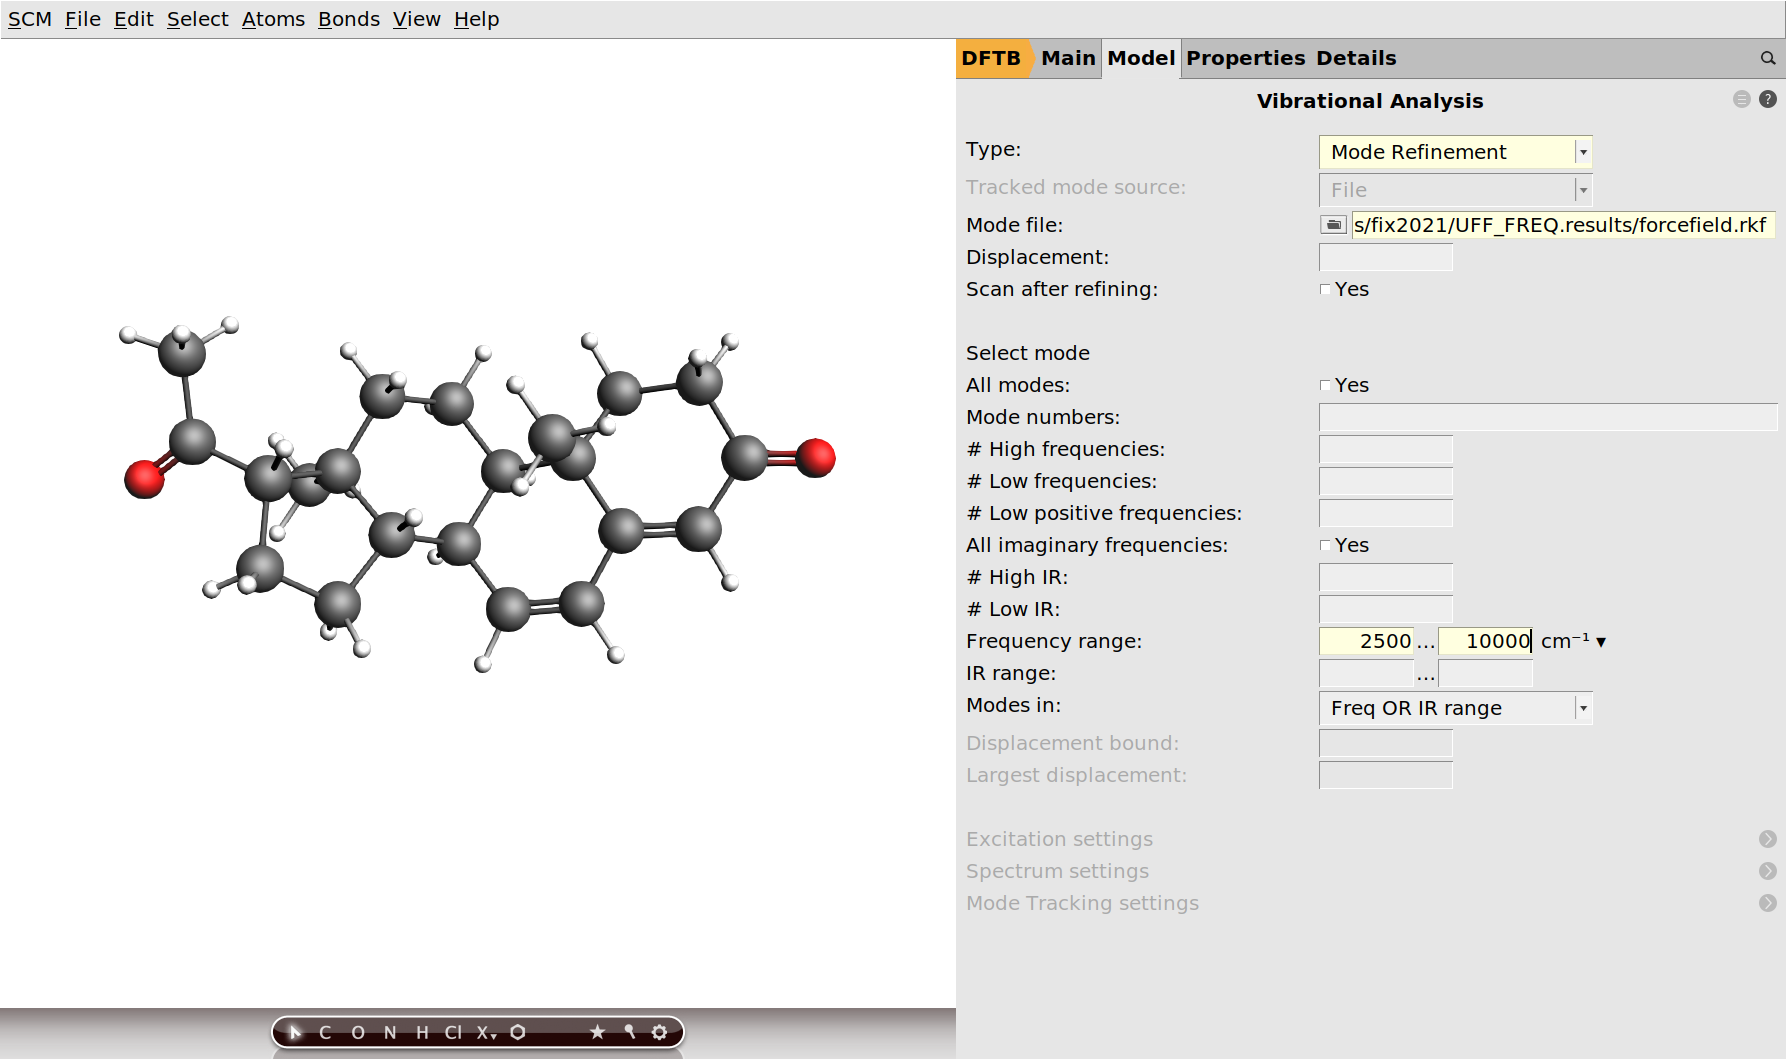 SCM File Edit Select Atoms Bonds View Help
DFTB Main Model Properties Details
Vibrational Analysis
?
Type: Mode Refinement
Tracked mode source: File
Mode file: s/fix2021/UFF_FREQ.results/forcefield.rkf
Displacement:
Scan after refining: Yes
Select mode
All modes: Yes
Mode numbers:
# High frequencies:
# Low frequencies:
# Low positive frequencies:
All imaginary frequencies: Yes
# High IR:
# Low IR:
Frequency range: 2500 ... 10000 cm⁻¹
IR range: ...
Modes in: Freq OR IR range
Displacement bound:
Largest displacement:
Excitation settings
Spectrum settings
Mode Tracking settings
C O N H Cl X